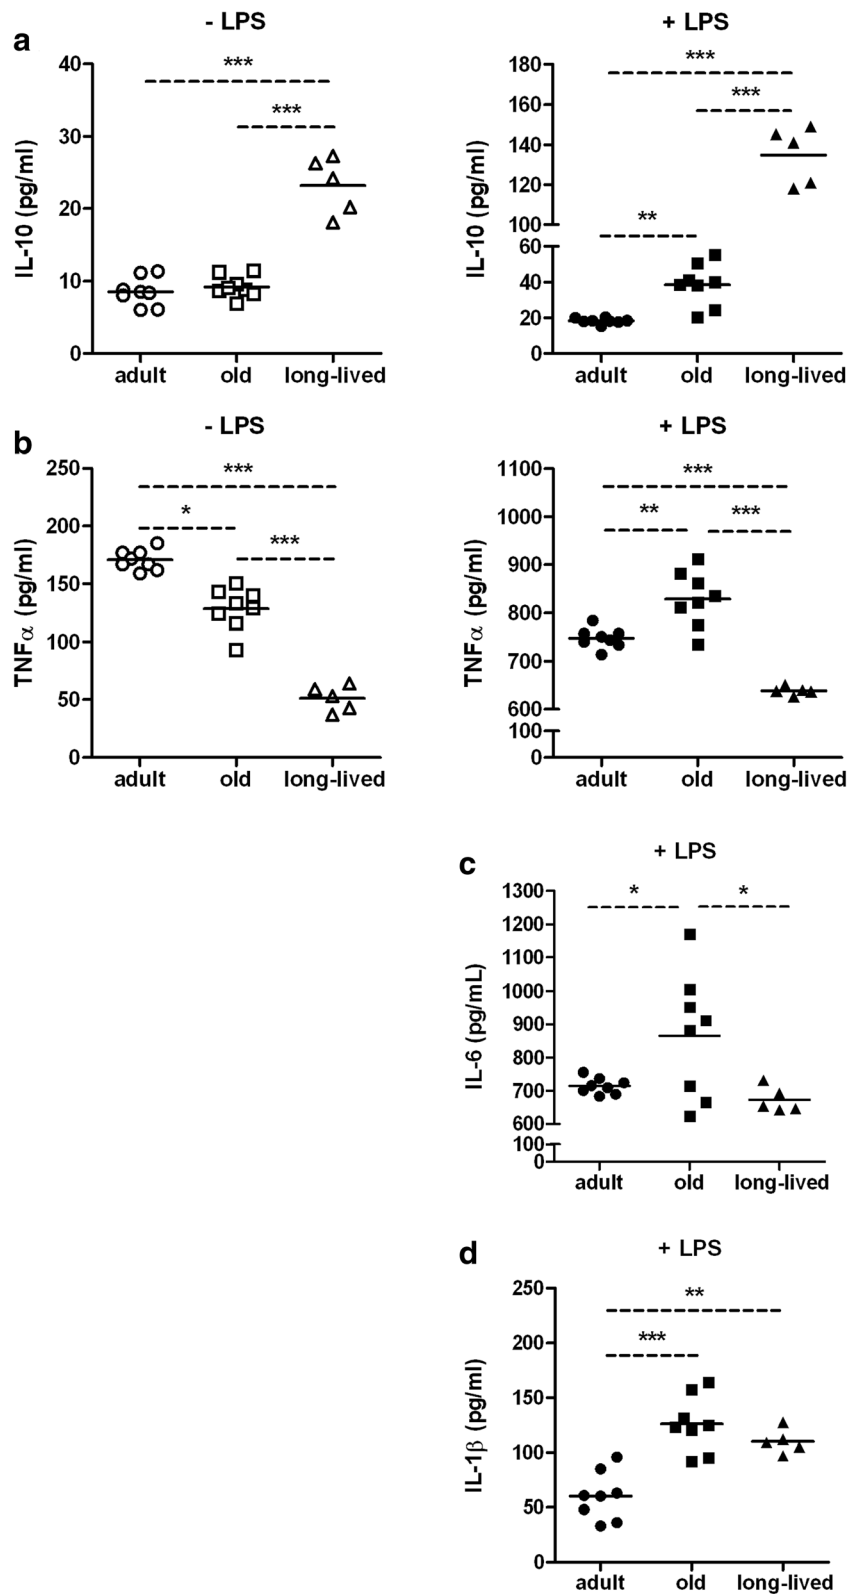 a
- LPS
+ LPS
IL-10 (pg/ml)
40
30
20
10
0
***
***
adult old long-lived
IL-10 (pg/ml)
180
160
140
120
100
60
40
20
0
***
***
**
adult old long-lived
b
- LPS
+ LPS
TNFα (pg/ml)
250
200
150
100
50
0
***
*
***
adult old long-lived
TNFα (pg/ml)
1100
1000
900
800
700
600
100
0
***
**
***
adult old long-lived
c
+ LPS
IL-6 (pg/mL)
1300
1200
1100
1000
900
800
700
600
100
0
*
*
adult old long-lived
d
+ LPS
IL-1β (pg/ml)
250
200
150
100
50
0
**
***
adult old long-lived